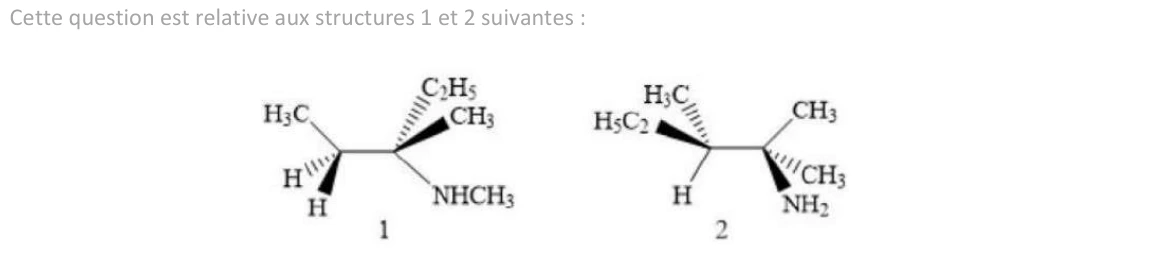 Cette question est relative aux structures 1 et 2 suivantes :
C₂H₅
H₃C
CH₃
H
H
NHCH₃
1
H₃C
H₅C₂
CH₃
CH₃
H
NH₂
2